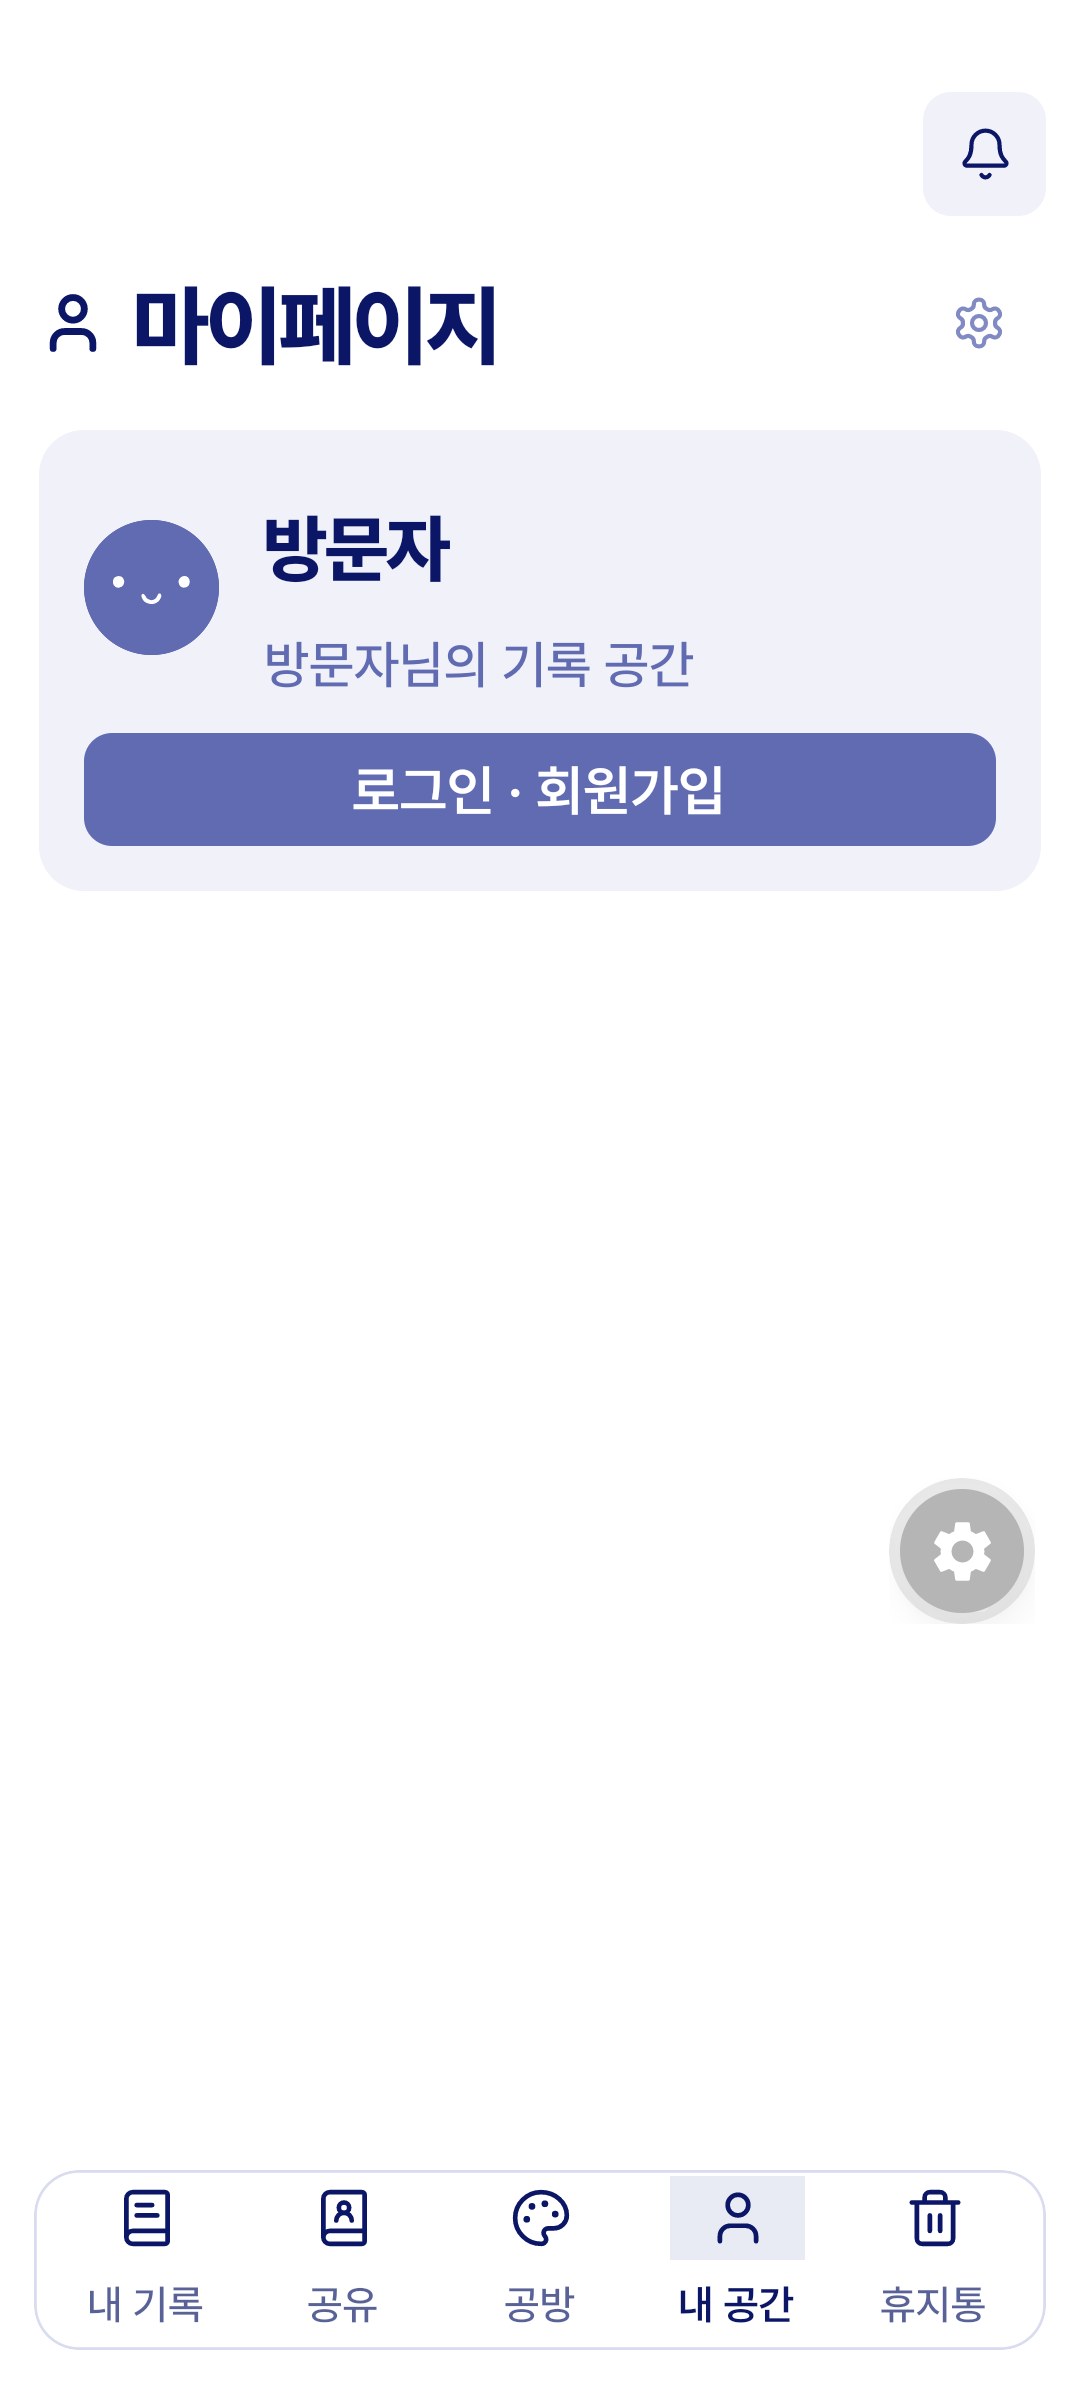 마이페이지
방문자
방문자님의 기록 공간
로그인 · 회원가입
내 기록
공유
공방
내 공간
휴지통